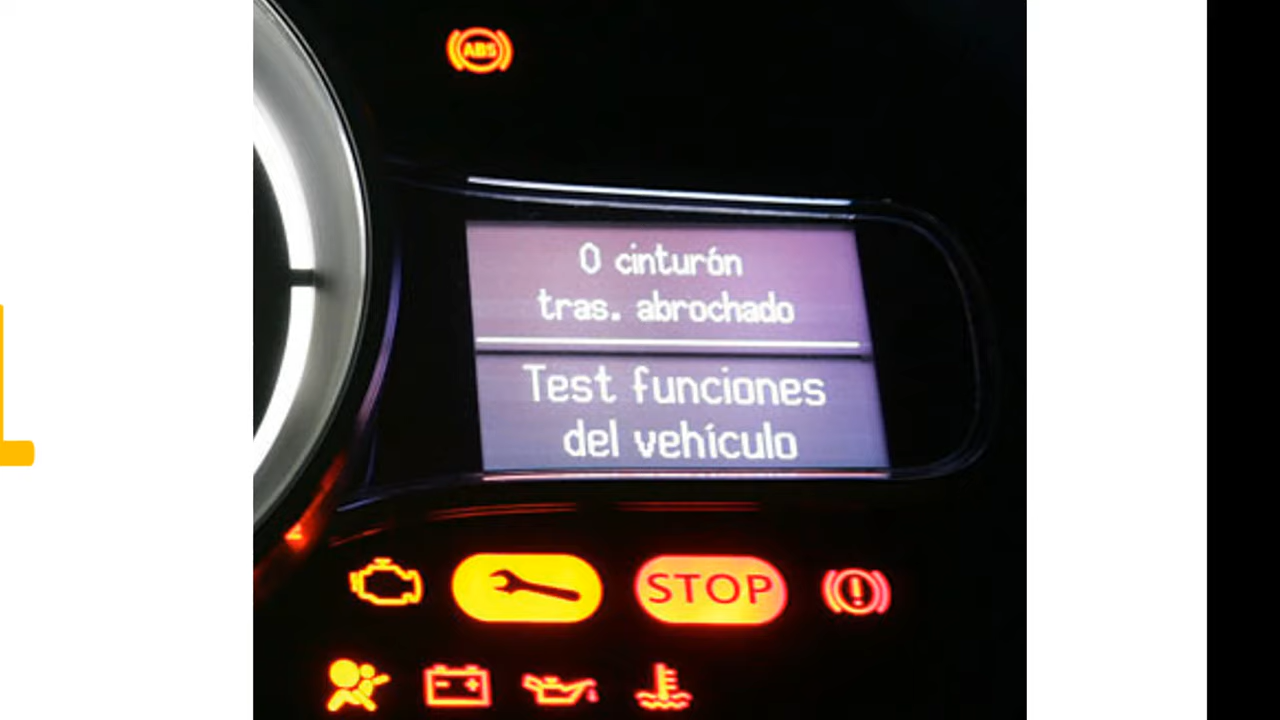 ABS
0 cinturón
tras. abrochado
Test funciones
del vehículo
STOP